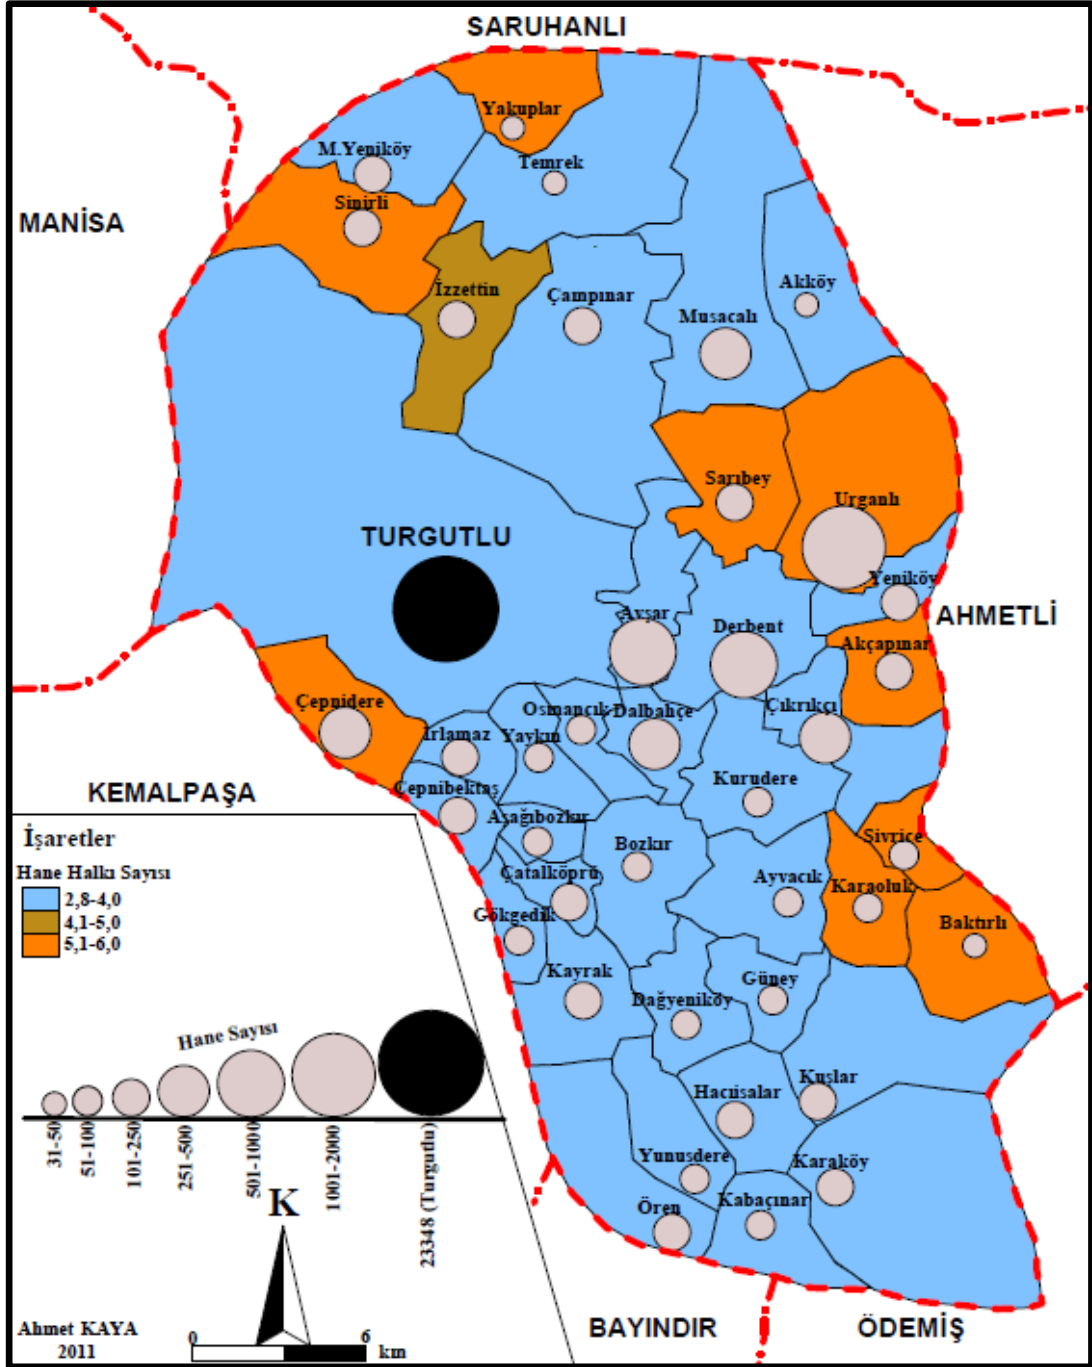 SARUHANLI
Yakuplar
M.Yeniköy
Temrek
Sinirli
MANİSA
İzzettin
Çampınar
Akköy
Musacalı
Sarıbey
Urganlı
TURGUTLU
Yeniköy
AHMETLİ
Avşar
Derbent
Akçapınar
Çepnidere
Osmancık
Dalbahçe
Çıkrıkçı
Irlamaz
Yaykın
Kurudere
KEMALPAŞA
Çepnibektaş
Aşağıbozkır
Bozkır
Sivrice
Çatalköprü
Ayvacık
Karaoluk
Gökgedik
Baktırlı
Kayrak
Dağyeniköy
Güney
Hacıisalar
Kuşlar
Yunusdere
Karaköy
Ören
Kabaçınar
BAYINDIR
ÖDEMİŞ
İşaretler
Hane Halkı Sayısı
2,8-4,0
4,1-5,0
5,1-6,0
Hane Sayısı
31-50
51-100
101-250
251-500
501-1000
1001-2000
23348 (Turgutlu)
K
Ahmet KAYA
2011
0 6
km